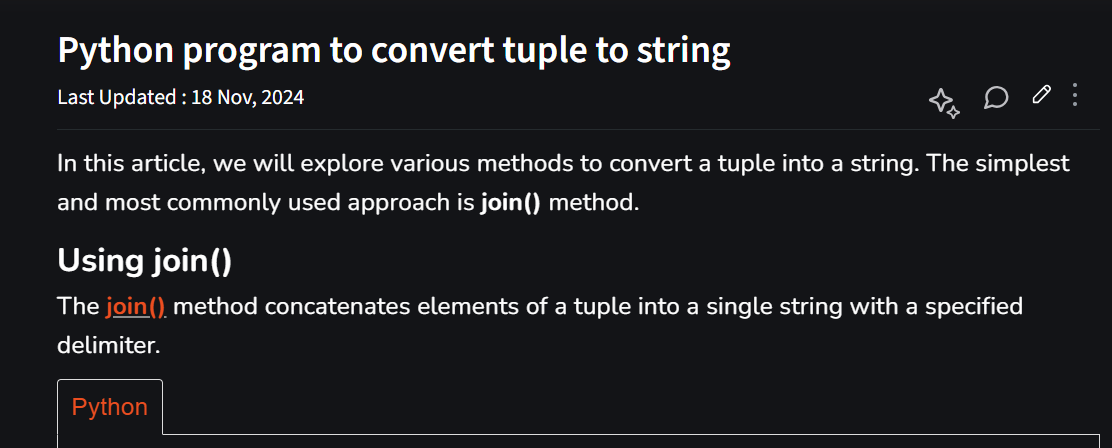 Python program to convert tuple to string
Last Updated : 18 Nov, 2024
In this article, we will explore various methods to convert a tuple into a string. The simplest
and most commonly used approach is join() method.
Using join()
The join() method concatenates elements of a tuple into a single string with a specified
delimiter.
Python